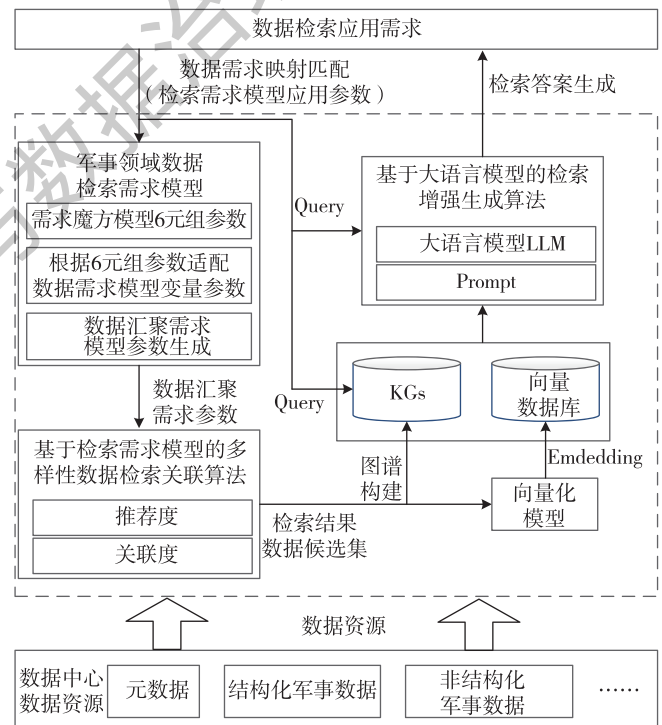 数据检索应用需求
数据需求映射匹配
（检索需求模型应用参数）
检索答案生成
军事领域数据
检索需求模型
需求魔方模型6元组参数
根据6元组参数适配
数据需求模型变量参数
数据汇聚需求
模型参数生成
Query
基于大语言模型的检索
增强生成算法
大语言模型LLM
Prompt
数据汇聚
需求参数
Query
KGs
向量
数据库
基于检索需求模型的多
样性数据检索关联算法
推荐度
关联度
图谱
构建
Emdedding
向量化
模型
检索结果
数据候选集
数据资源
数据中心
数据资源
元数据
结构化军事数据
非结构化
军事数据
……
与数据治